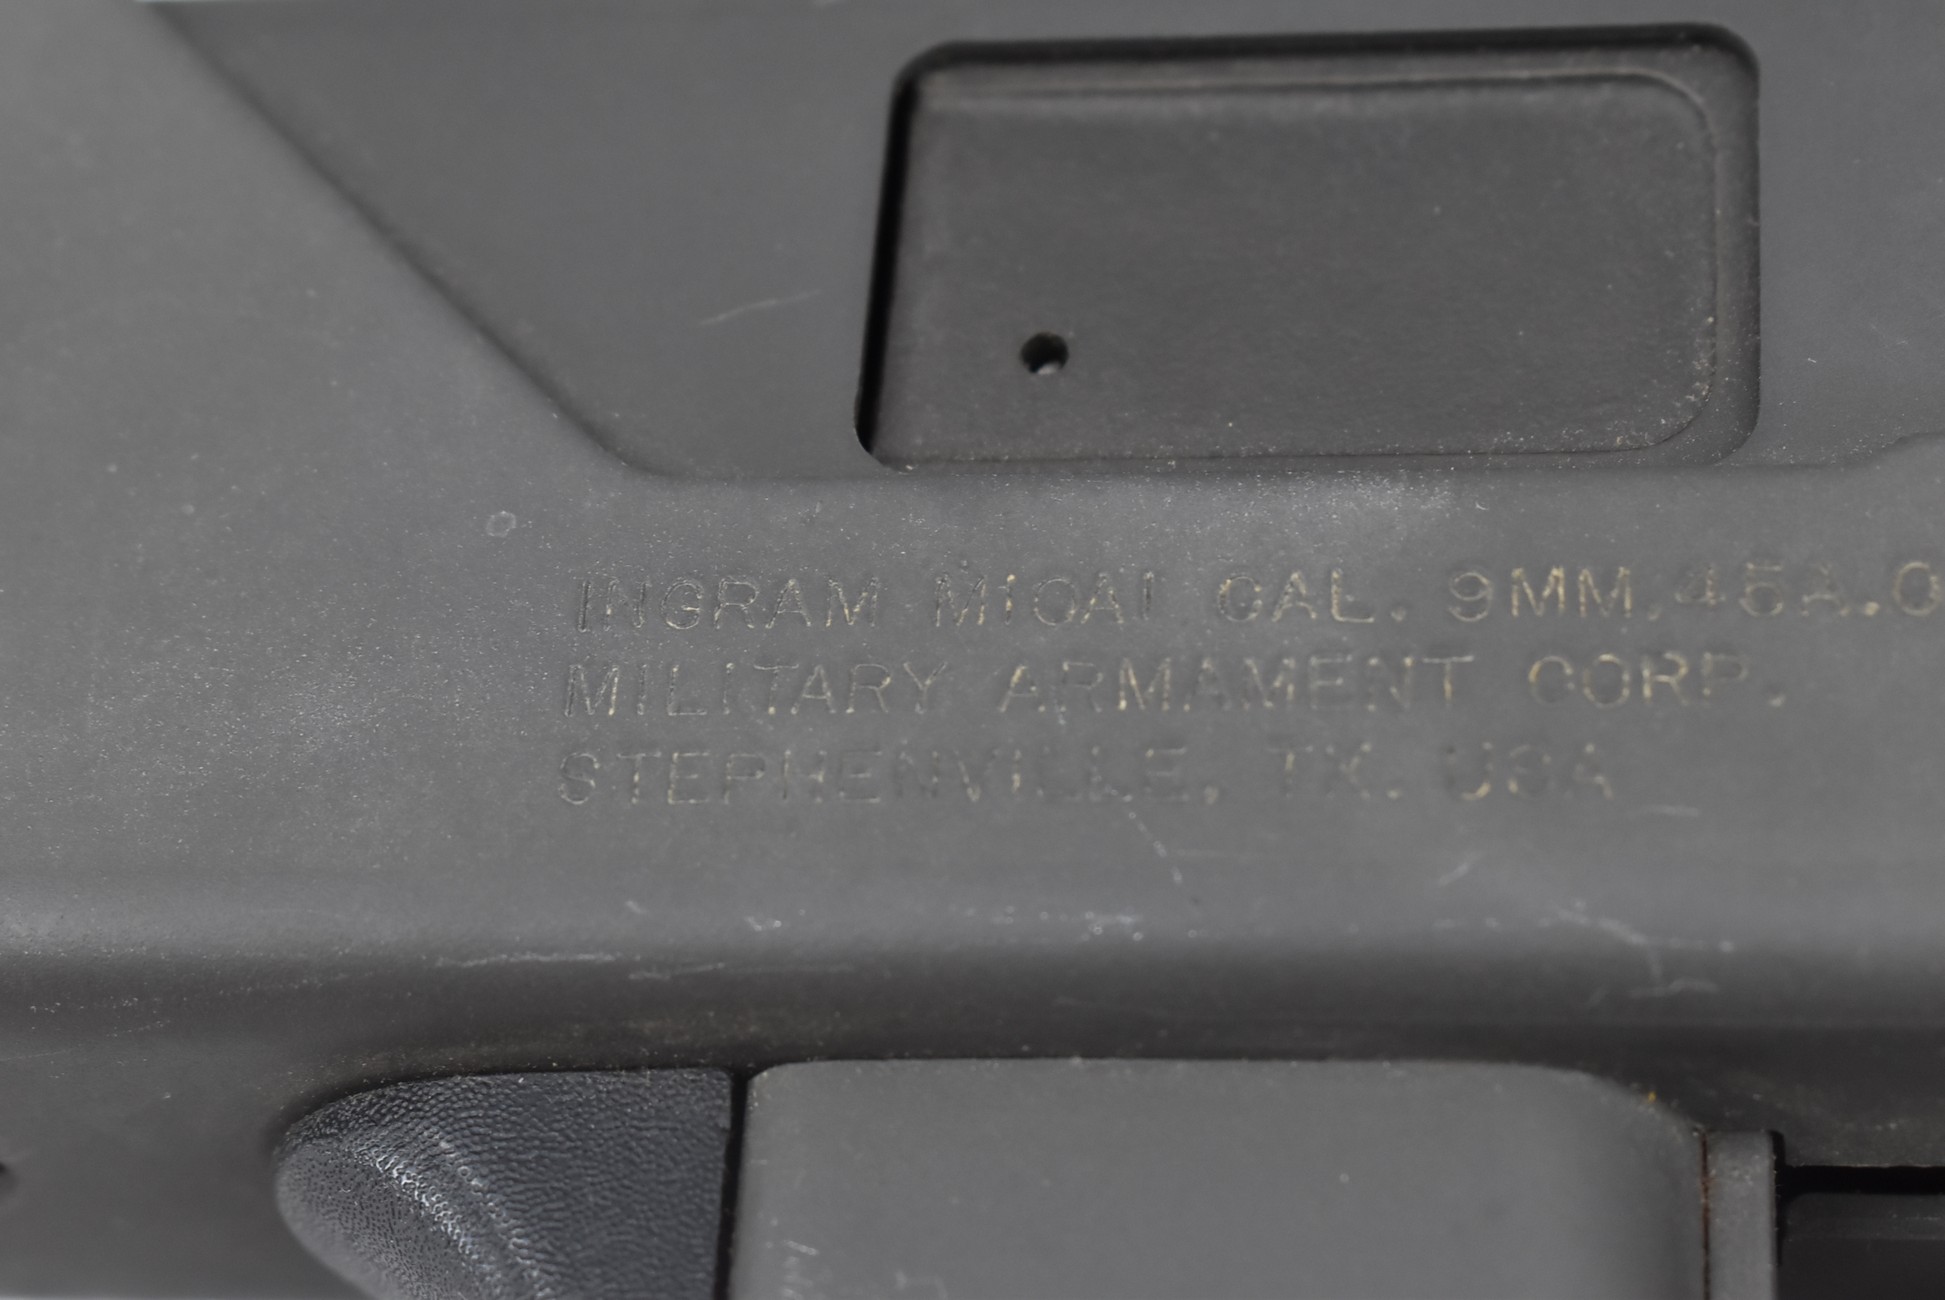 INGRAM M10A1 CAL. 9MM,45A.C
MILITARY ARMAMENT CORP.
STEPHENVILLE, TX. USA